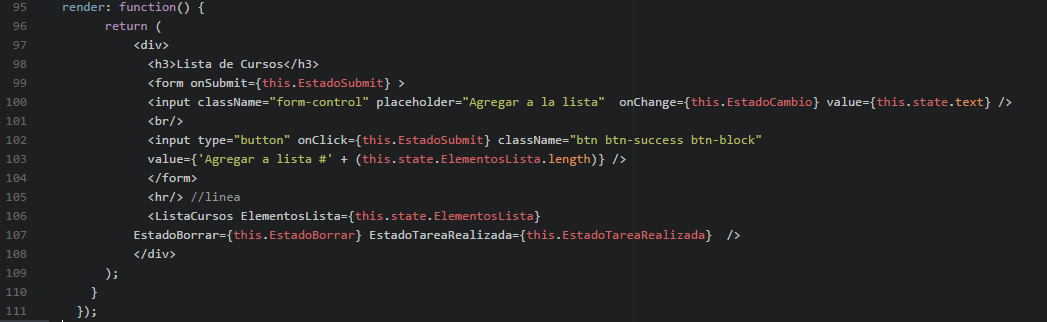 95 render: function() {
96 return (
97 <div>
98 <h3>Lista de Cursos</h3>
99 <form onSubmit={this.EstadoSubmit} >
100 <input className="form-control" placeholder="Agregar a la lista"  onChange={this.EstadoCambio} value={this.state.text} />
101 <br/>
102 <input type="button" onClick={this.EstadoSubmit} className="btn btn-success btn-block"
103 value={'Agregar a lista #' + (this.state.ElementosLista.length)} />
104 </form>
105 <hr/> //linea
106 <ListaCursos ElementosLista={this.state.ElementosLista}
107 EstadoBorrar={this.EstadoBorrar} EstadoTareaRealizada={this.EstadoTareaRealizada}  />
108 </div>
109 );
110 }
111 });